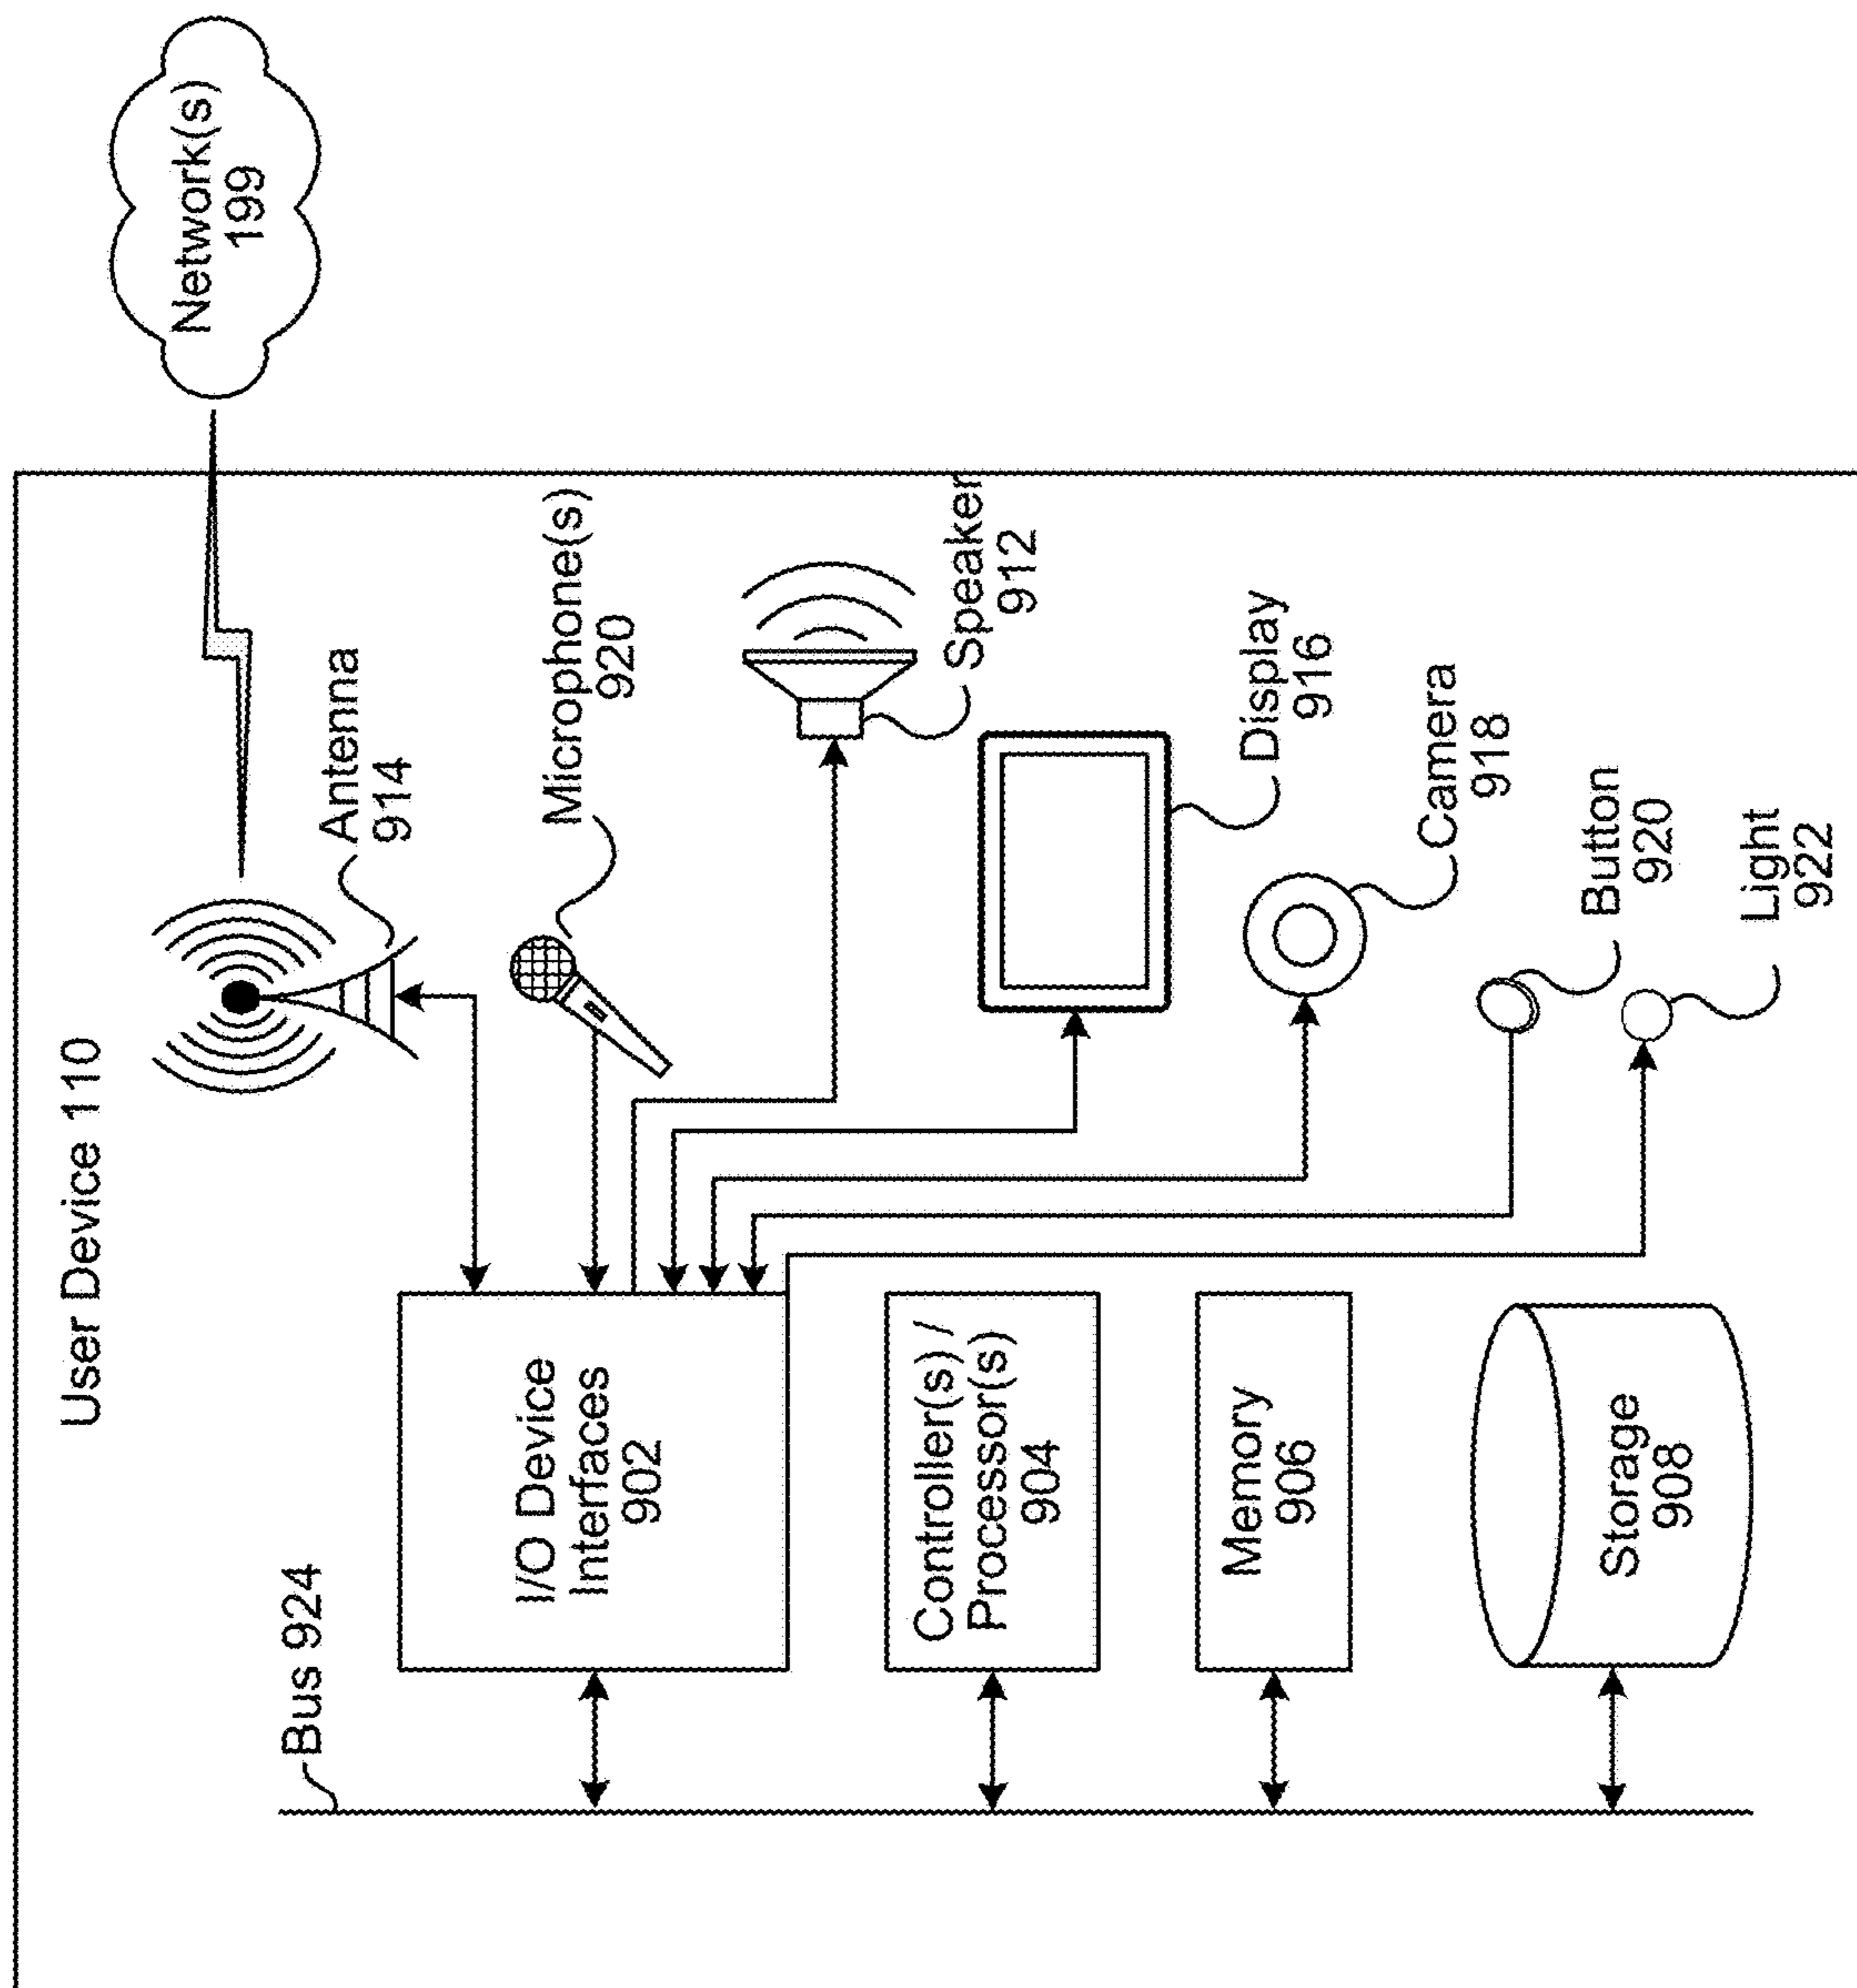 User Device 110
Bus 924
I/O Device
Interfaces
902
Controller(s) /
Processor(s)
904
Memory
906
Storage
908
Antenna
914
Microphone(s)
920
Speaker
912
Display
916
Camera
918
Button
920
Light
922
Network(s)
199